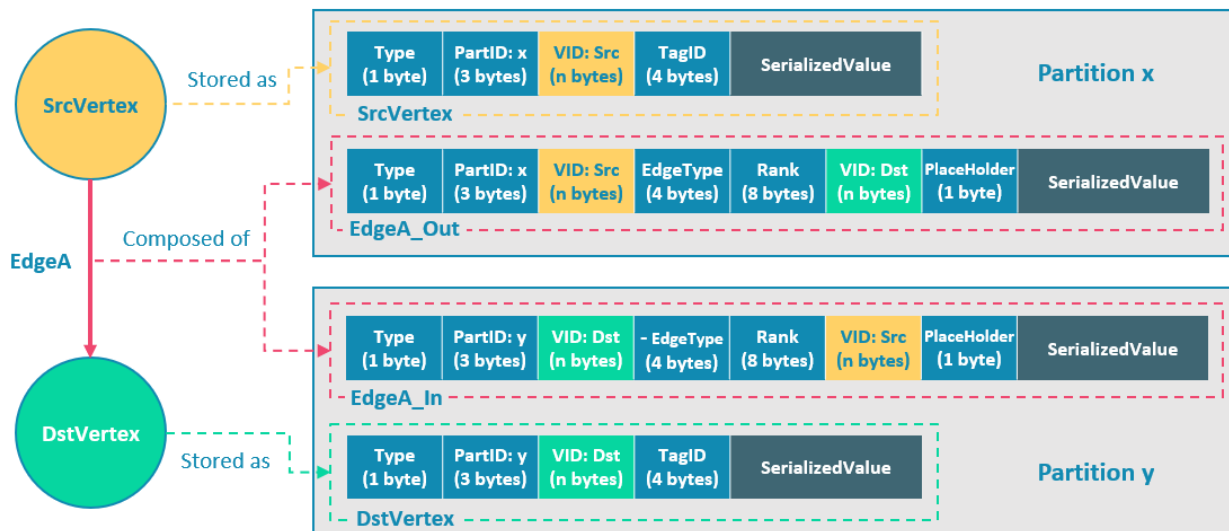 SrcVertex
Stored as
EdgeA
Composed of
DstVertex
Stored as
Type
(1 byte)
PartID: x
(3 bytes)
VID: Src
(n bytes)
TagID
(4 bytes)
SerializedValue
SrcVertex
Partition x
Type
(1 byte)
PartID: x
(3 bytes)
VID: Src
(n bytes)
EdgeType
(4 bytes)
Rank
(8 bytes)
VID: Dst
(n bytes)
PlaceHolder
(1 byte)
SerializedValue
EdgeA_Out
Type
(1 byte)
PartID: y
(3 bytes)
VID: Dst
(n bytes)
- EdgeType
(4 bytes)
Rank
(8 bytes)
VID: Src
(n bytes)
PlaceHolder
(1 byte)
SerializedValue
EdgeA_In
Type
(1 byte)
PartID: y
(3 bytes)
VID: Dst
(n bytes)
TagID
(4 bytes)
SerializedValue
DstVertex
Partition y